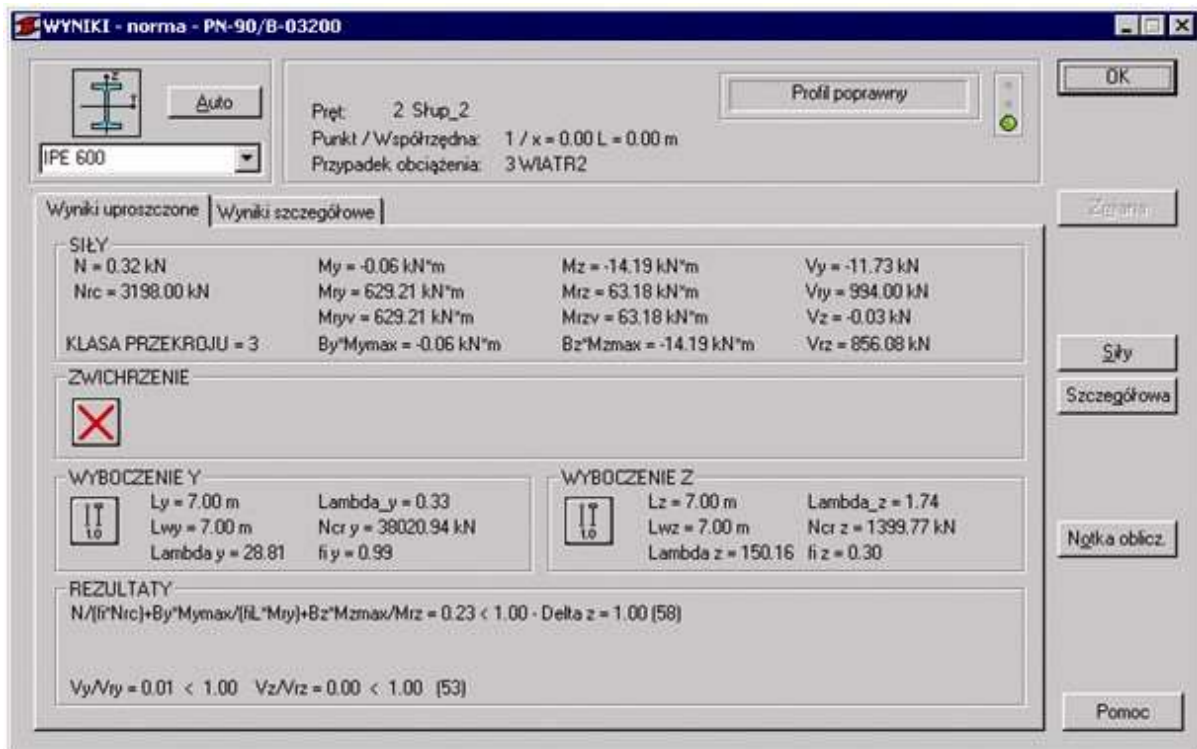 WYNIKI - norma - PN-90/B-03200
Auto
IPE 600
Pręt: 2 Słup_2
Punkt / Współrzędna: 1 / x = 0.00 L = 0.00 m
Przypadek obciążenia: 3 WIATR2
Profil poprawny
OK
Zmiana
Siły
Szczegółowa
Notka oblicz.
Pomoc
Wyniki uproszczone Wyniki szczegółowe
SIŁY
N = 0.32 kN My = -0.06 kN*m Mz = -14.19 kN*m Vy = -11.73 kN
Nrc = 3198.00 kN Mry = 629.21 kN*m Mrz = 63.18 kN*m Vry = 994.00 kN
Mryv = 629.21 kN*m Mrzv = 63.18 kN*m Vz = -0.03 kN
KLASA PRZEKROJU = 3 By*Mymax = -0.06 kN*m Bz*Mzmax = -14.19 kN*m Vrz = 856.08 kN
ZWICHRZENIE
WYBOCZENIE Y
1.0
Ly = 7.00 m Lambda_y = 0.33
Lwy = 7.00 m Ncr y = 38020.94 kN
Lambda y = 28.81 fi y = 0.99
WYBOCZENIE Z
1.0
Lz = 7.00 m Lambda_z = 1.74
Lwz = 7.00 m Ncr z = 1399.77 kN
Lambda z = 150.16 fi z = 0.30
REZULTATY
N/(fi*Nrc)+By*Mymax/(fiL*Mry)+Bz*Mzmax/Mrz = 0.23 < 1.00 - Delta z = 1.00 (58)
Vy/Vry = 0.01 < 1.00 Vz/Vrz = 0.00 < 1.00 (53)